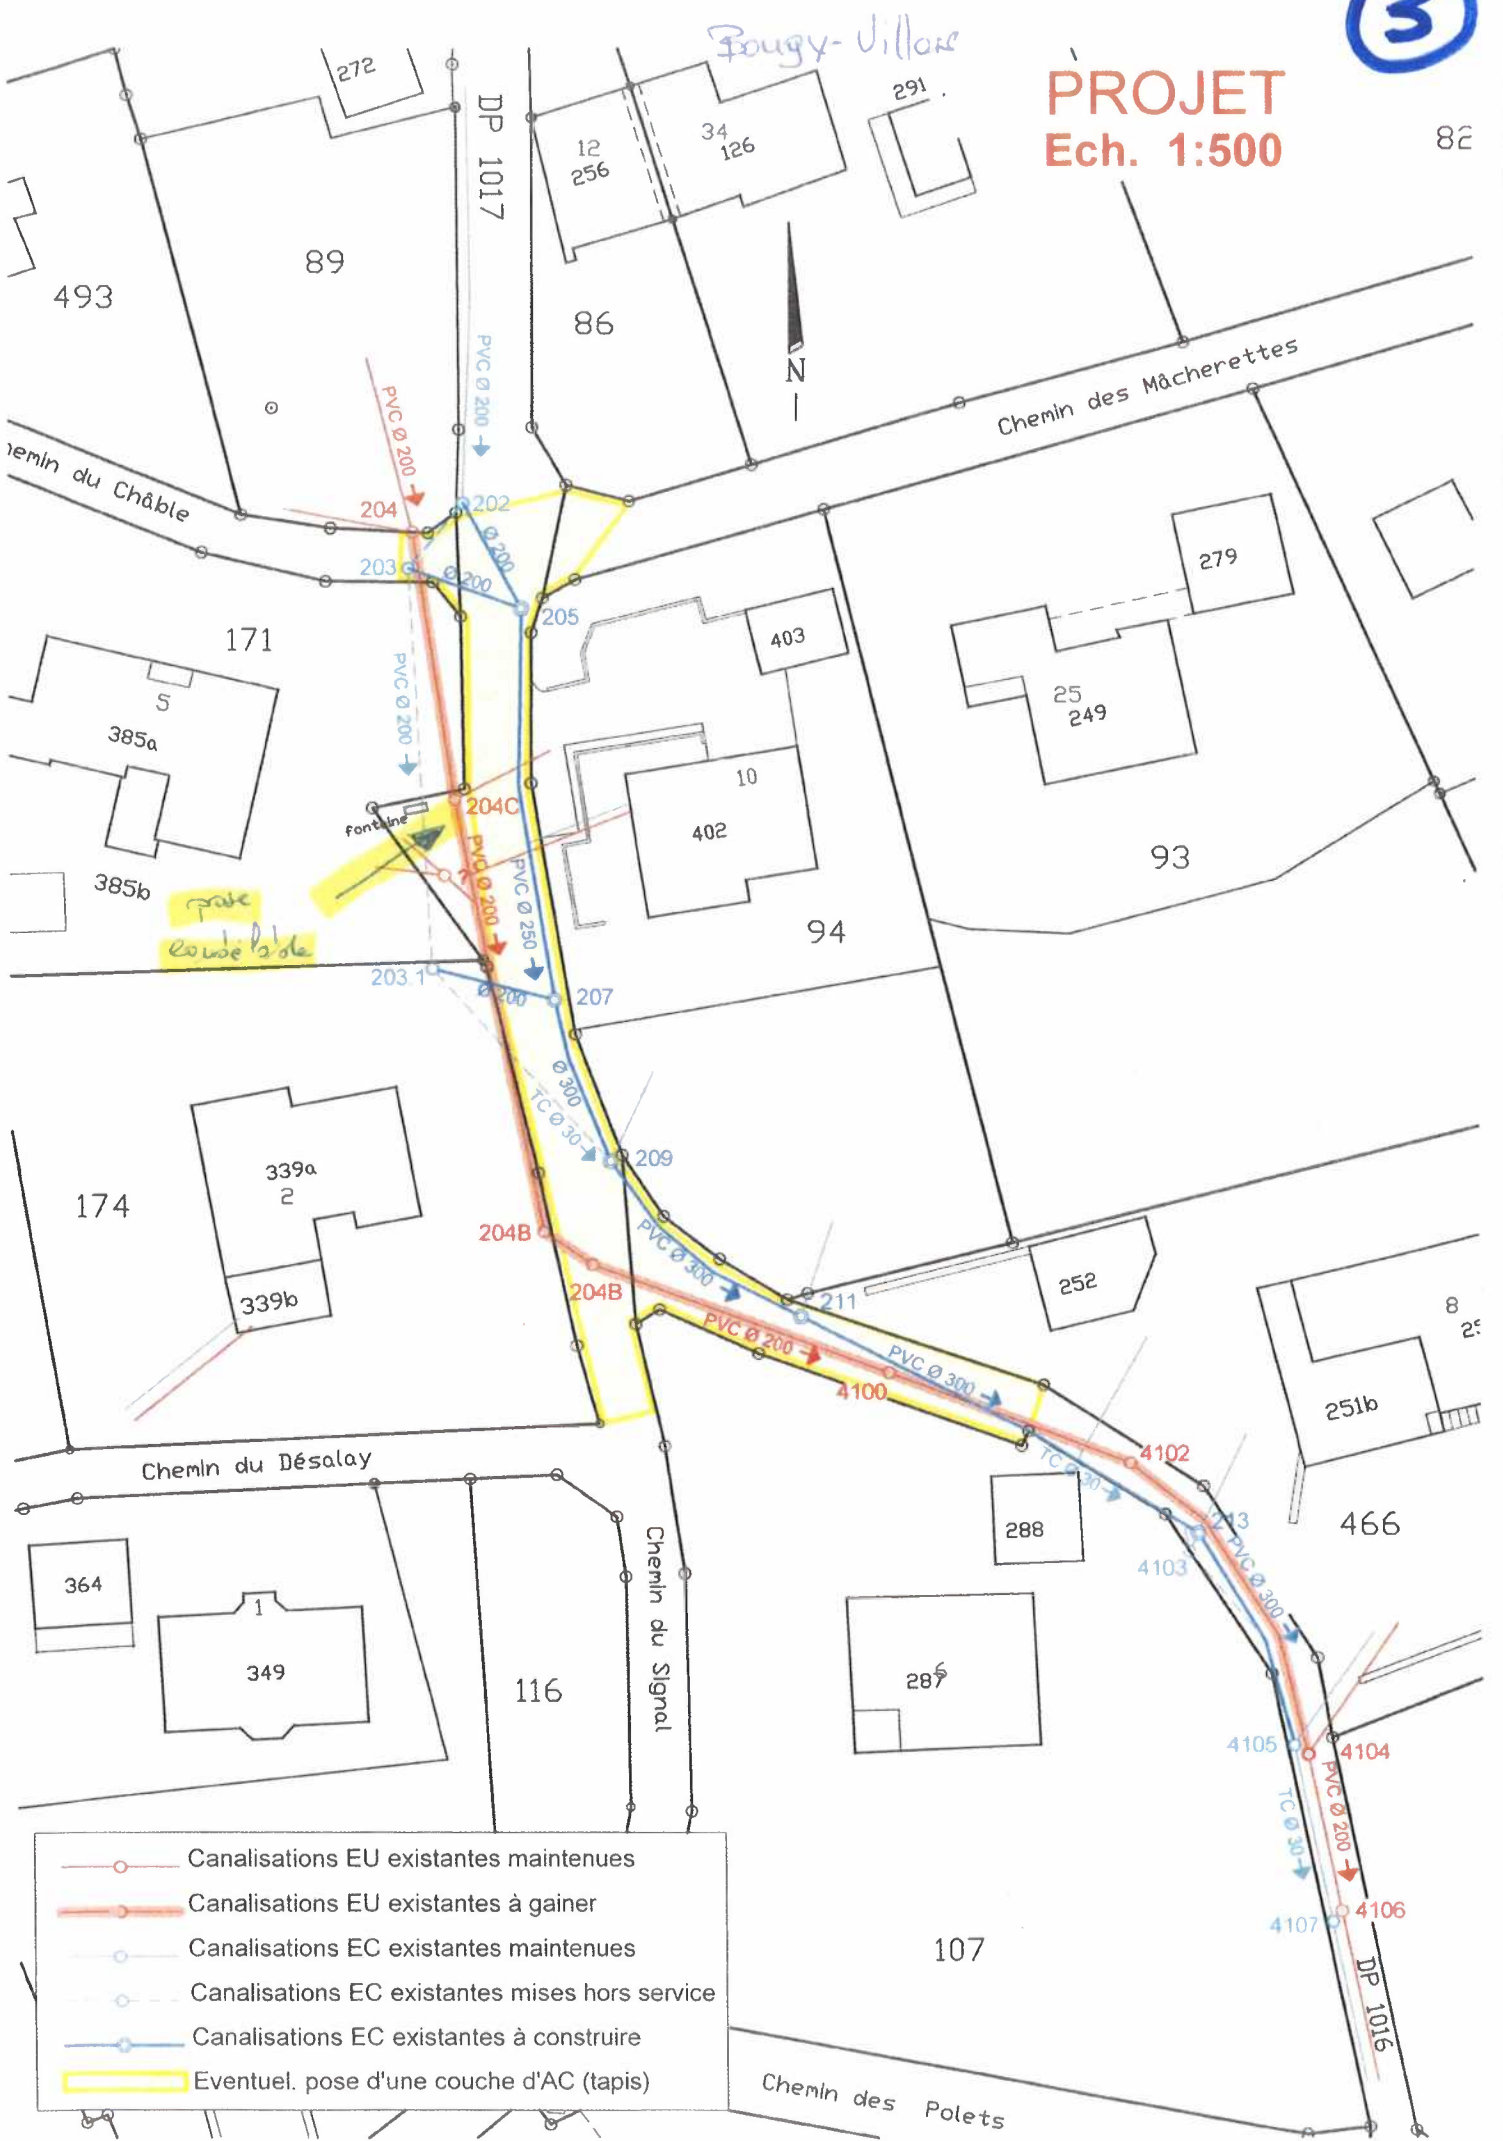 Bougy-Villars
3
PROJET
Ech. 1:500
272
DP 1017
12
256
34
126
291
82
89
493
86
N
PVC Ø 200
PVC Ø 200
Chemin des Mâcherettes
emin du Châble
204
202
Ø 200
203
Ø 200
205
279
171
403
5
385a
PVC Ø 200
25
249
10
204C
fontaine
402
93
385b
?
PVC Ø 200
PVC Ø 250
94
203.1
Ø 200
207
Ø 300
TC Ø 30
209
339a
2
174
204B
PVC Ø 300
252
204B
339b
211
8
25
PVC Ø 200
PVC Ø 300
4100
251b
Chemin du Désalay
4102
TC Ø 30
213
466
288
4103
Chemin du Signal
PVC Ø 300
364
1
349
116
287
6
4105
4104
TC Ø 30
PVC Ø 200
4106
4107
107
DP 1016
Canalisations EU existantes maintenues
Canalisations EU existantes à gainer
Canalisations EC existantes maintenues
Canalisations EC existantes mises hors service
Canalisations EC existantes à construire
Eventuel. pose d'une couche d'AC (tapis)
Chemin des Polets